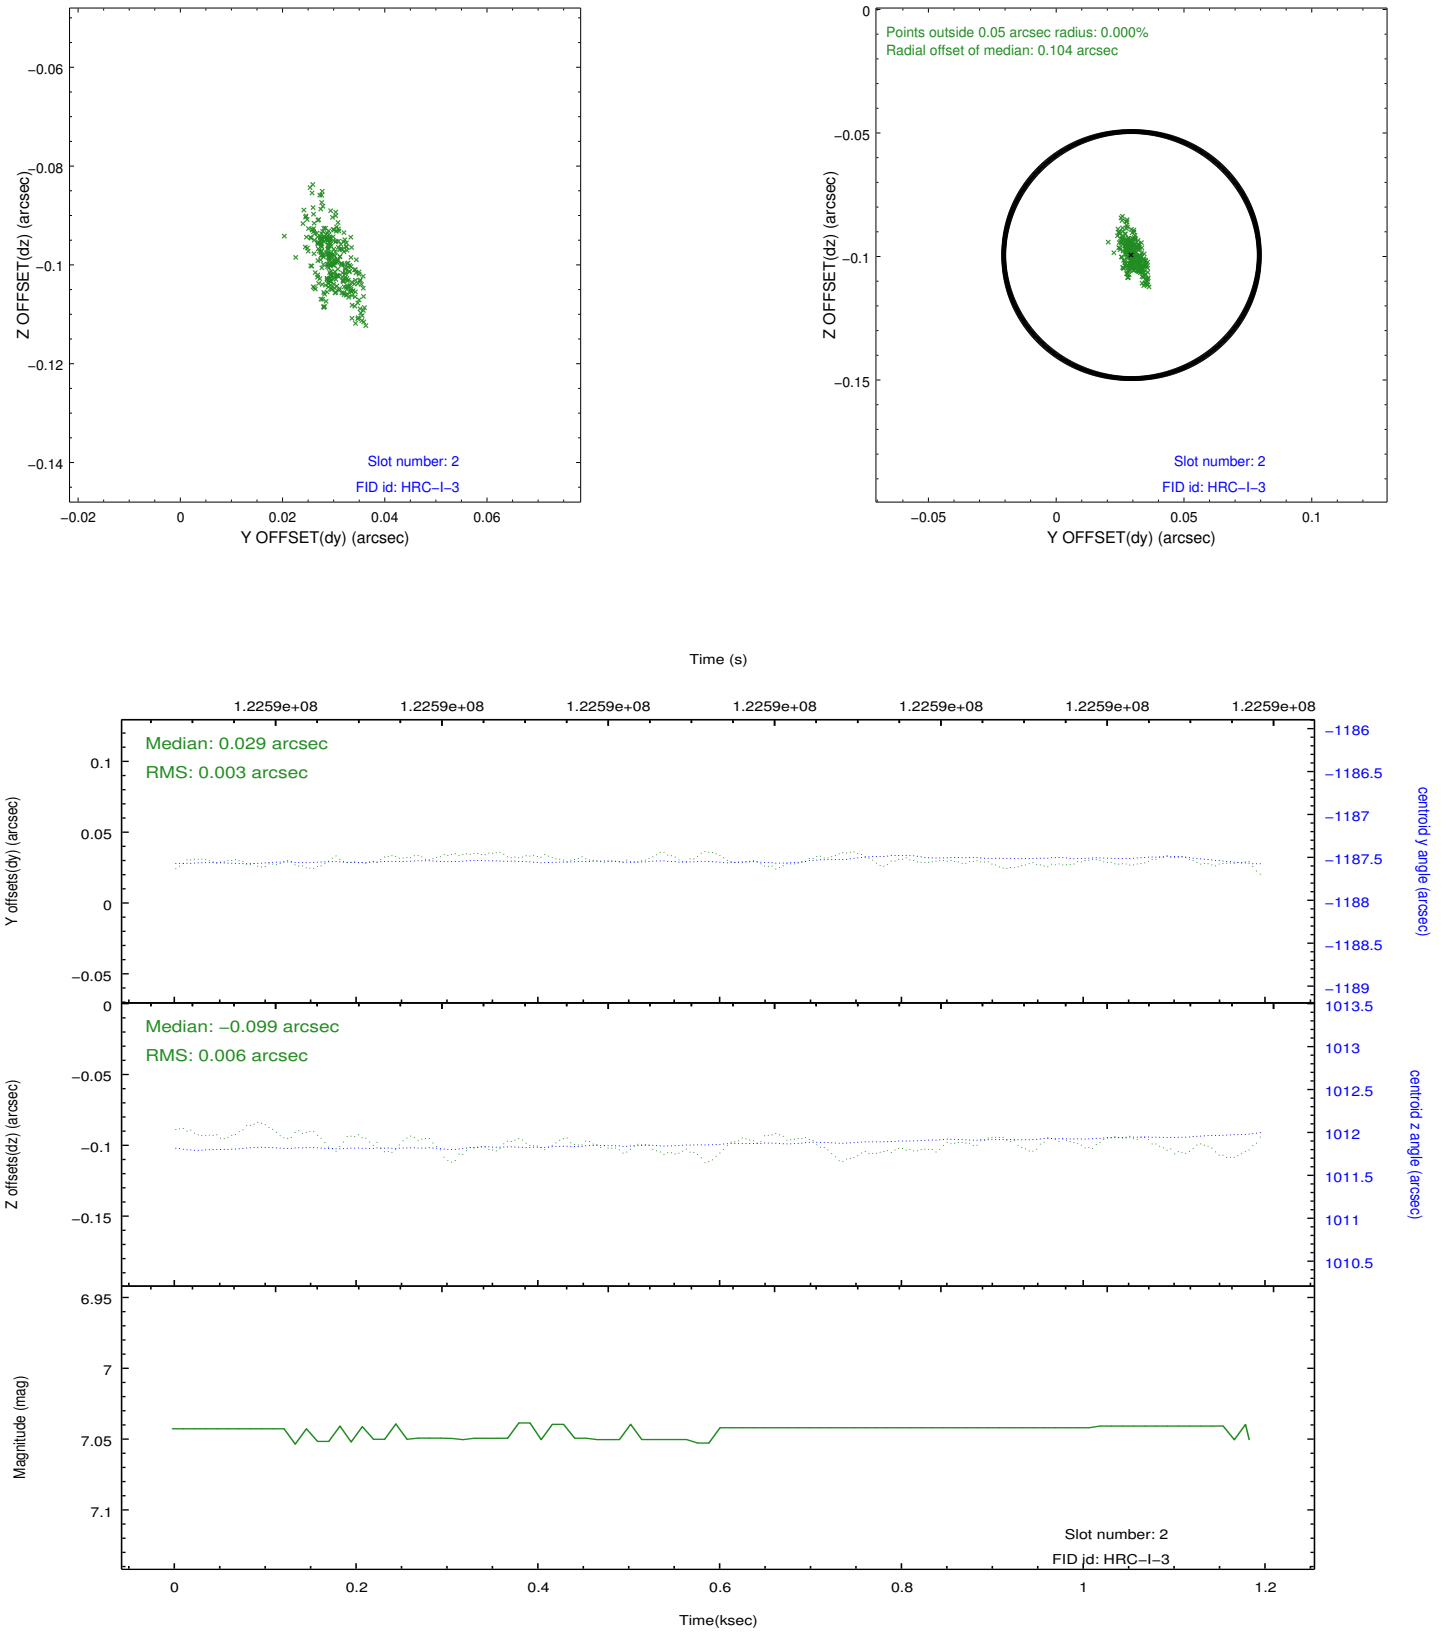 −0.06
−0.08
−0.1
−0.12
−0.14
Z OFFSET(dz) (arcsec)
Slot number: 2
FID id: HRC−I−3
−0.02
0
0.02
0.04
0.06
Y OFFSET(dy) (arcsec)
0
−0.05
−0.1
−0.15
Z OFFSET(dz) (arcsec)
Points outside 0.05 arcsec radius: 0.000%
Radial offset of median: 0.104 arcsec
Slot number: 2
FID id: HRC−I−3
−0.05
0
0.05
0.1
Y OFFSET(dy) (arcsec)
Time (s)
1.2259e+08
1.2259e+08
1.2259e+08
1.2259e+08
1.2259e+08
1.2259e+08
1.2259e+08
Median: 0.029 arcsec
RMS: 0.003 arcsec
0.1
0.05
0
−0.05
Y offsets(dy) (arcsec)
−1186
−1186.5
−1187
−1187.5
−1188
−1188.5
−1189
centroid y angle (arcsec)
Median: −0.099 arcsec
RMS: 0.006 arcsec
0
−0.05
−0.1
−0.15
Z offsets(dz) (arcsec)
1013.5
1013
1012.5
1012
1011.5
1011
1010.5
centroid z angle (arcsec)
6.95
7
7.05
7.1
Magnitude (mag)
Slot number: 2
FID id: HRC−I−3
0
0.2
0.4
0.6
0.8
1
1.2
Time(ksec)